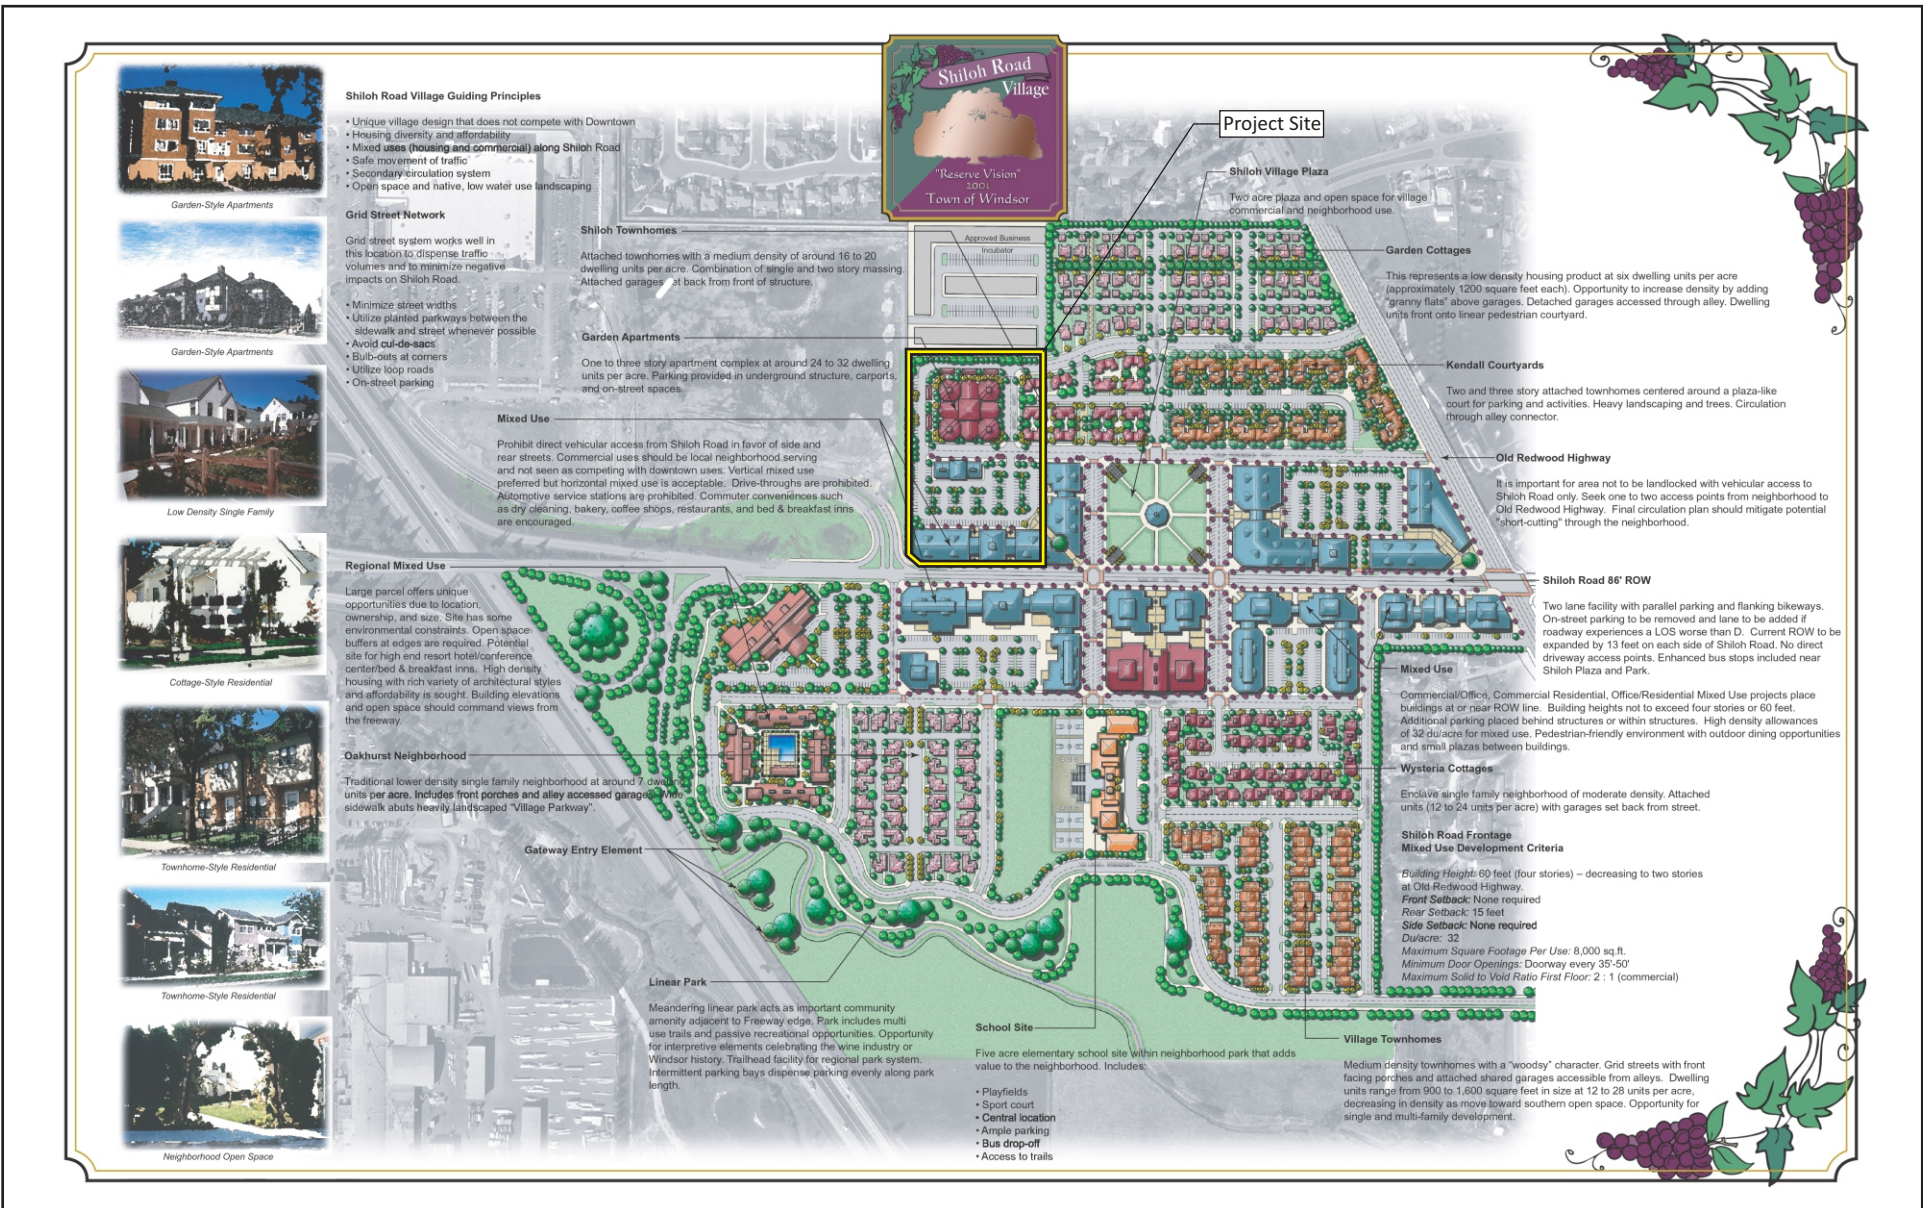 Shiloh Road
Village
"Reserve Vision"
2001
Town of Windsor
Project Site
Garden-Style Apartments
Garden-Style Apartments
Low Density Single Family
Cottage-Style Residential
Townhome-Style Residential
Townhome-Style Residential
Neighborhood Open Space
Shiloh Road Village Guiding Principles
• Unique village design that does not compete with Downtown
• Housing diversity and affordability
• Mixed uses (housing and commercial) along Shiloh Road
• Safe movement of traffic
• Secondary circulation system
• Open space and native, low water use landscaping
Grid Street Network
Grid street system works well in
this location to dispense traffic
volumes and to minimize negative
impacts on Shiloh Road.
• Minimize street widths
• Utilize planted parkways between the
sidewalk and street whenever possible
• Avoid cul-de-sacs
• Bulb-outs at corners
• Utilize loop roads
• On-street parking
Shiloh Townhomes
Attached townhomes with a medium density of around 16 to 20
dwelling units per acre. Combination of single and two story massing.
Attached garages set back from front of structure.
Garden Apartments
One to three story apartment complex at around 24 to 32 dwelling
units per acre. Parking provided in underground structure, carports,
and on-street spaces.
Mixed Use
Prohibit direct vehicular access from Shiloh Road in favor of side and
rear streets. Commercial uses should be local neighborhood serving
and not seen as competing with downtown uses. Vertical mixed use
preferred but horizontal mixed use is acceptable. Drive-throughs are prohibited.
Automotive service stations are prohibited. Commuter conveniences such
as dry cleaning, bakery, coffee shops, restaurants, and bed & breakfast inns
are encouraged.
Regional Mixed Use
Large parcel offers unique
opportunities due to location,
ownership, and size. Site has some
environmental constraints. Open space
buffers at edges are required. Potential
site for high end resort hotel/conference
center/bed & breakfast inns. High density
housing with rich variety of architectural styles
and affordability is sought. Building elevations
and open space should command views from
the freeway.
Oakhurst Neighborhood
Traditional lower density single family neighborhood at around 7 dwelling
units per acre. Includes front porches and alley accessed garages. Wide
sidewalk abuts heavily landscaped "Village Parkway".
Gateway Entry Element
Linear Park
Meandering linear park acts as important community
amenity adjacent to Freeway edge. Park includes multi
use trails and passive recreational opportunities. Opportunity
for interpretive elements celebrating the wine industry or
Windsor history. Trailhead facility for regional park system.
Intermittent parking bays dispense parking evenly along park
length.
School Site
Five acre elementary school site within neighborhood park that adds
value to the neighborhood. Includes:
• Playfields
• Sport court
• Central location
• Ample parking
• Bus drop-off
• Access to trails
Approved Business
Incubator
Shiloh Village Plaza
Two acre plaza and open space for village
commercial and neighborhood use.
Garden Cottages
This represents a low density housing product at six dwelling units per acre
(approximately 1200 square feet each). Opportunity to increase density by adding
"granny flats" above garages. Detached garages accessed through alley. Dwelling
units front onto linear pedestrian courtyard.
Kendall Courtyards
Two and three story attached townhomes centered around a plaza-like
court for parking and activities. Heavy landscaping and trees. Circulation
through alley connector.
Old Redwood Highway
It is important for area not to be landlocked with vehicular access to
Shiloh Road only. Seek one to two access points from neighborhood to
Old Redwood Highway. Final circulation plan should mitigate potential
"short-cutting" through the neighborhood.
Shiloh Road 86' ROW
Two lane facility with parallel parking and flanking bikeways.
On-street parking to be removed and lane to be added if
roadway experiences a LOS worse than D. Current ROW to be
expanded by 13 feet on each side of Shiloh Road. No direct
driveway access points. Enhanced bus stops included near
Shiloh Plaza and Park.
Mixed Use
Commercial/Office, Commercial Residential, Office/Residential Mixed Use projects place
buildings at or near ROW line. Building heights not to exceed four stories or 60 feet.
Additional parking placed behind structures or within structures. High density allowances
of 32 du/acre for mixed use. Pedestrian-friendly environment with outdoor dining opportunities
and small plazas between buildings.
Wysteria Cottages
Enclave single family neighborhood of moderate density. Attached
units (12 to 24 units per acre) with garages set back from street.
Shiloh Road Frontage
Mixed Use Development Criteria
Building Height: 60 feet (four stories) – decreasing to two stories
at Old Redwood Highway.
Front Setback: None required
Rear Setback: 15 feet
Side Setback: None required
Du/acre: 32
Maximum Square Footage Per Use: 8,000 sq.ft.
Minimum Door Openings: Doorway every 35'-50'
Maximum Solid to Void Ratio First Floor: 2 : 1 (commercial)
Village Townhomes
Medium density townhomes with a "woodsy" character. Grid streets with front
facing porches and attached shared garages accessible from alleys. Dwelling
units range from 900 to 1,600 square feet in size at 12 to 28 units per acre,
decreasing in density as move toward southern open space. Opportunity for
single and multi-family development.